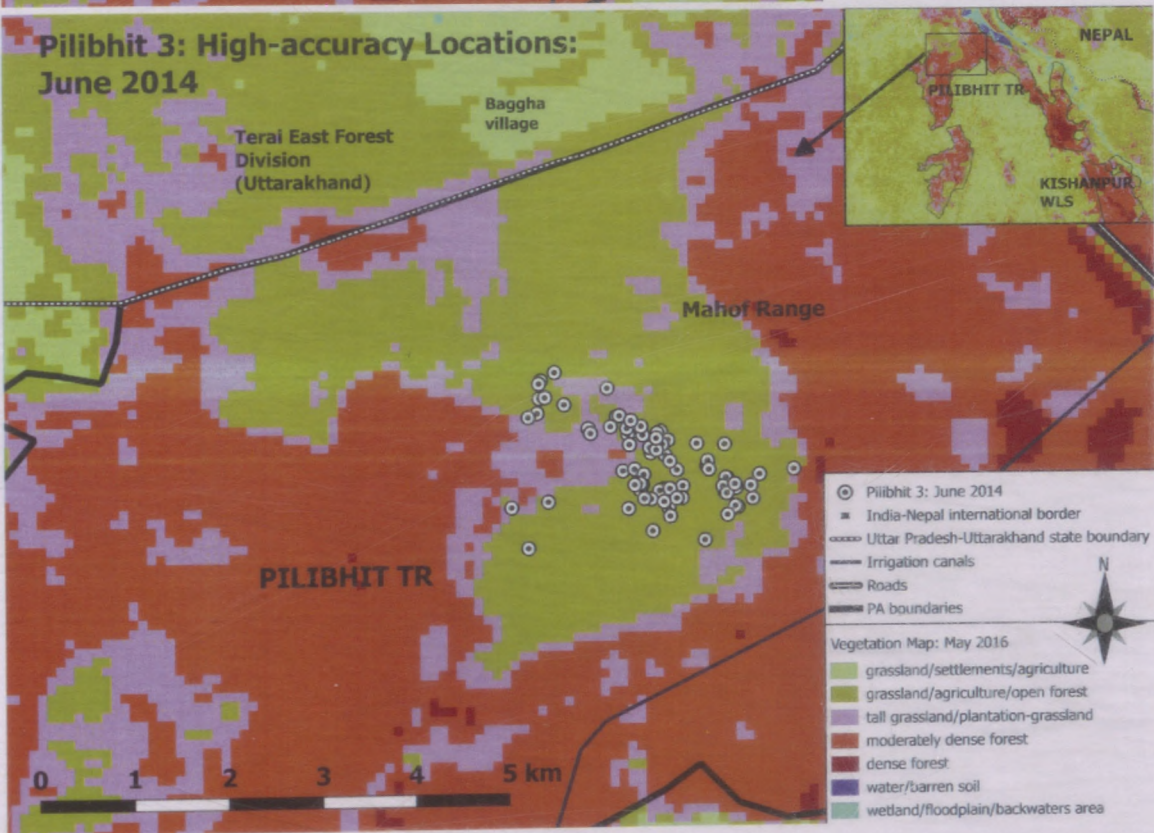 Pilibhit 3: High-accuracy Locations:
June 2014
Baggha
village
Terai East Forest
Division
(Uttarakhand)
NEPAL
PILIBHIT TR
KISHANPUR
WLS
Mahof Range
PILIBHIT TR
0 1 2 3 4 5 km
Pilibhit 3: June 2014
India-Nepal international border
Uttar Pradesh-Uttarakhand state boundary
Irrigation canals
Roads
PA boundaries
N
Vegetation Map: May 2016
grassland/settlements/agriculture
grassland/agriculture/open forest
tall grassland/plantation-grassland
moderately dense forest
dense forest
water/barren soil
wetland/floodplain/backwaters area